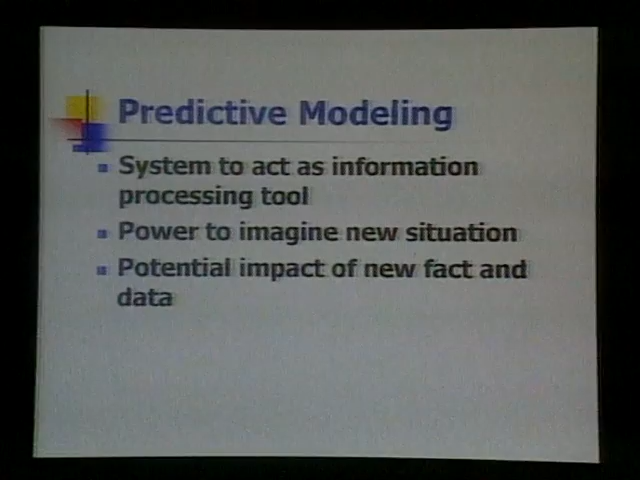 Predictive Modeling
System to act as information
processing tool
Power to imagine new situation
Potential impact of new fact and
data